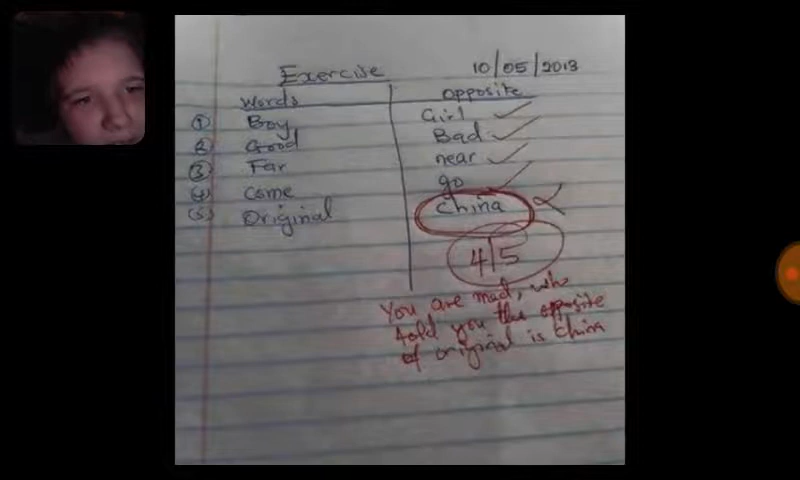 Exercise 10/05/2013
Words Opposite
① Boy Girl
② Good Bad
③ Far near
(4) Come go
(5) Original China
4/5
You are mad, who
told you the opposite
of original is China